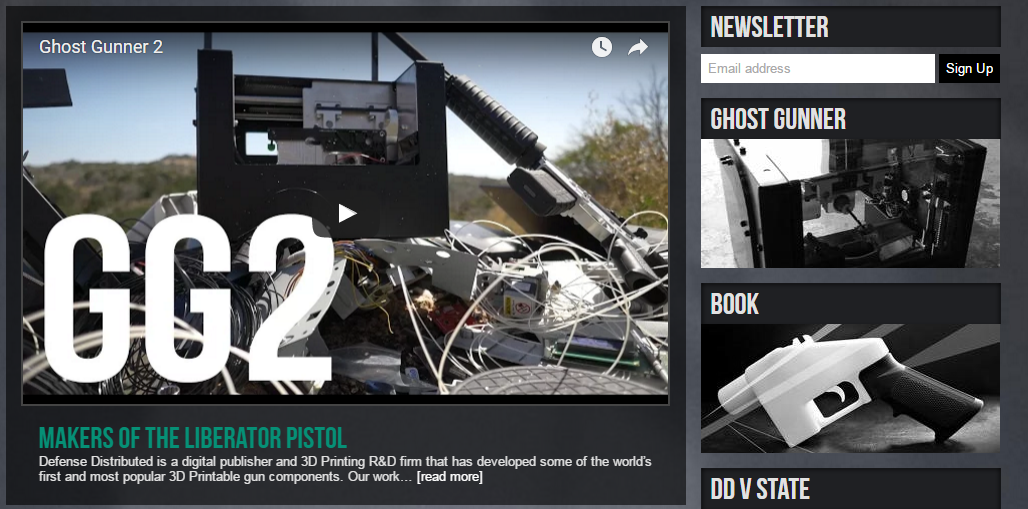 Ghost Gunner 2
GG2
MAKERS OF THE LIBERATOR PISTOL
Defense Distributed is a digital publisher and 3D Printing R&D firm that has developed some of the world's
first and most popular 3D Printable gun components. Our work... [read more]
NEWSLETTER
Email address
Sign Up
GHOST GUNNER
BOOK
DD V STATE